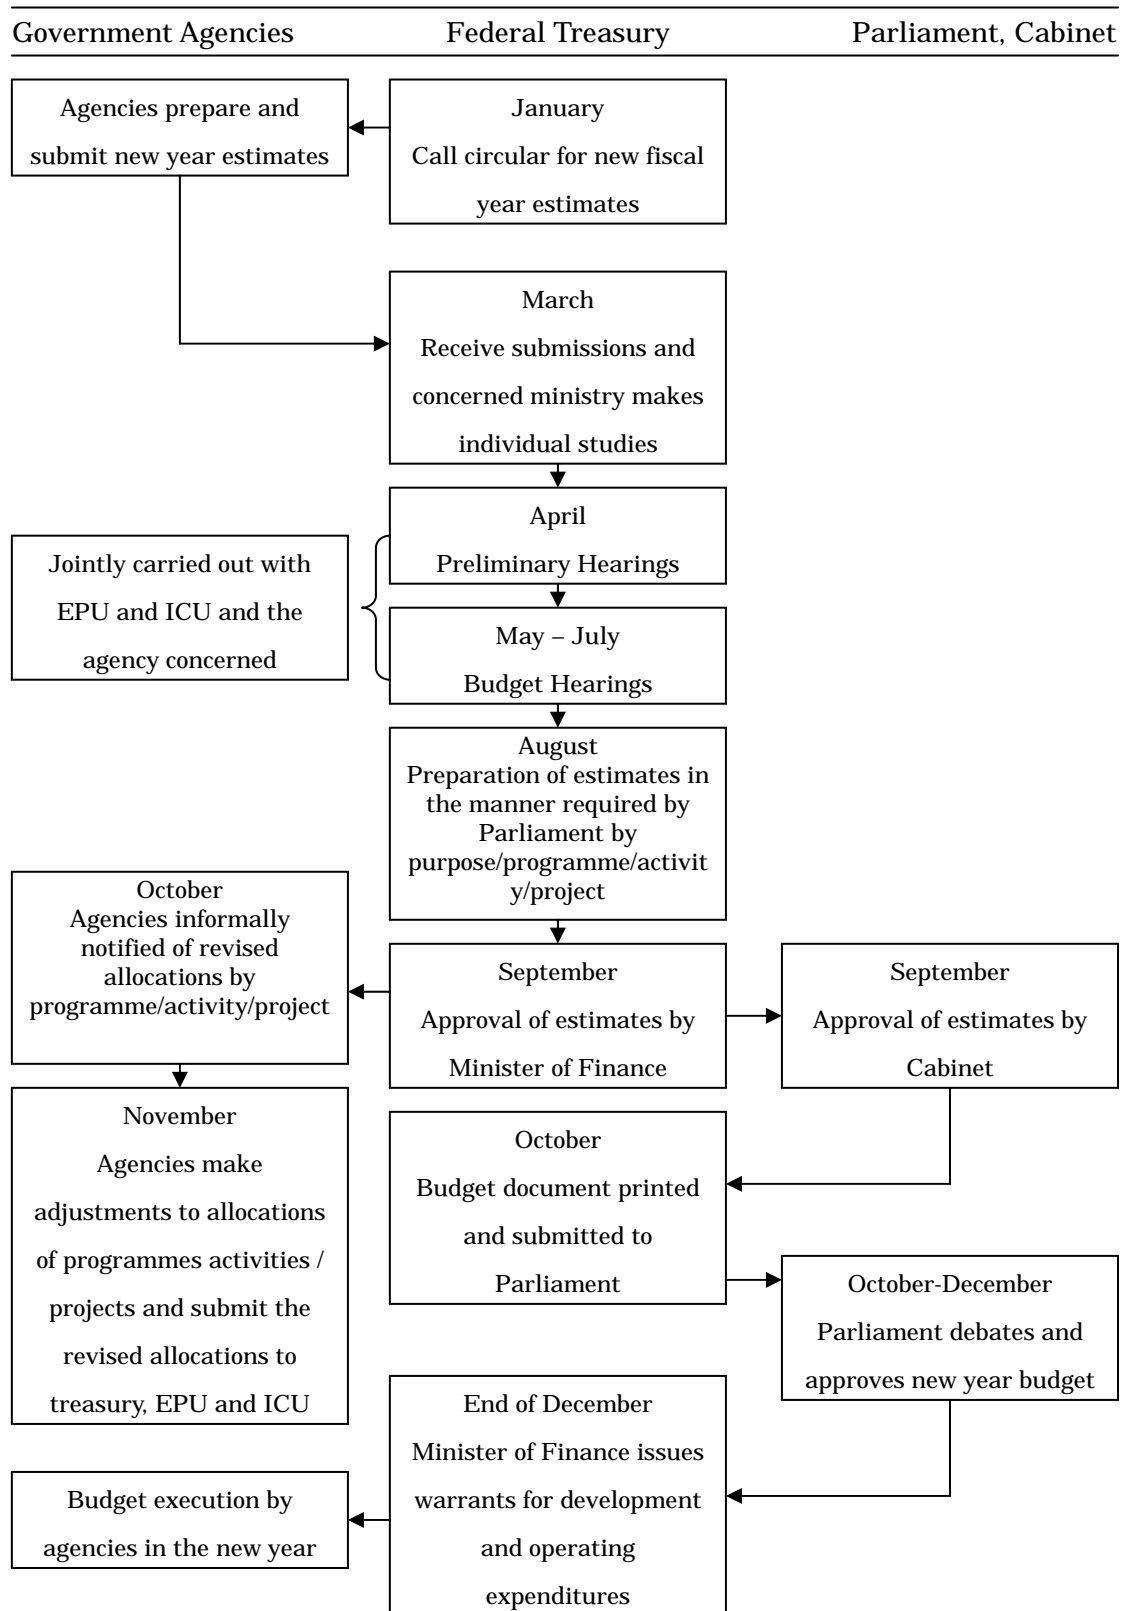 Government Agencies
Federal Treasury
Parliament, Cabinet
Agencies prepare and
submit new year estimates
January
Call circular for new fiscal
year estimates
March
Receive submissions and
concerned ministry makes
individual studies
April
Preliminary Hearings
Jointly carried out with
EPU and ICU and the
agency concerned
May – July
Budget Hearings
August
Preparation of estimates in
the manner required by
Parliament by
purpose/programme/activit
y/project
October
Agencies informally
notified of revised
allocations by
programme/activity/project
September
Approval of estimates by
Minister of Finance
September
Approval of estimates by
Cabinet
November
Agencies make
adjustments to allocations
of programmes activities /
projects and submit the
revised allocations to
treasury, EPU and ICU
October
Budget document printed
and submitted to
Parliament
October-December
Parliament debates and
approves new year budget
End of December
Minister of Finance issues
warrants for development
and operating
expenditures
Budget execution by
agencies in the new year